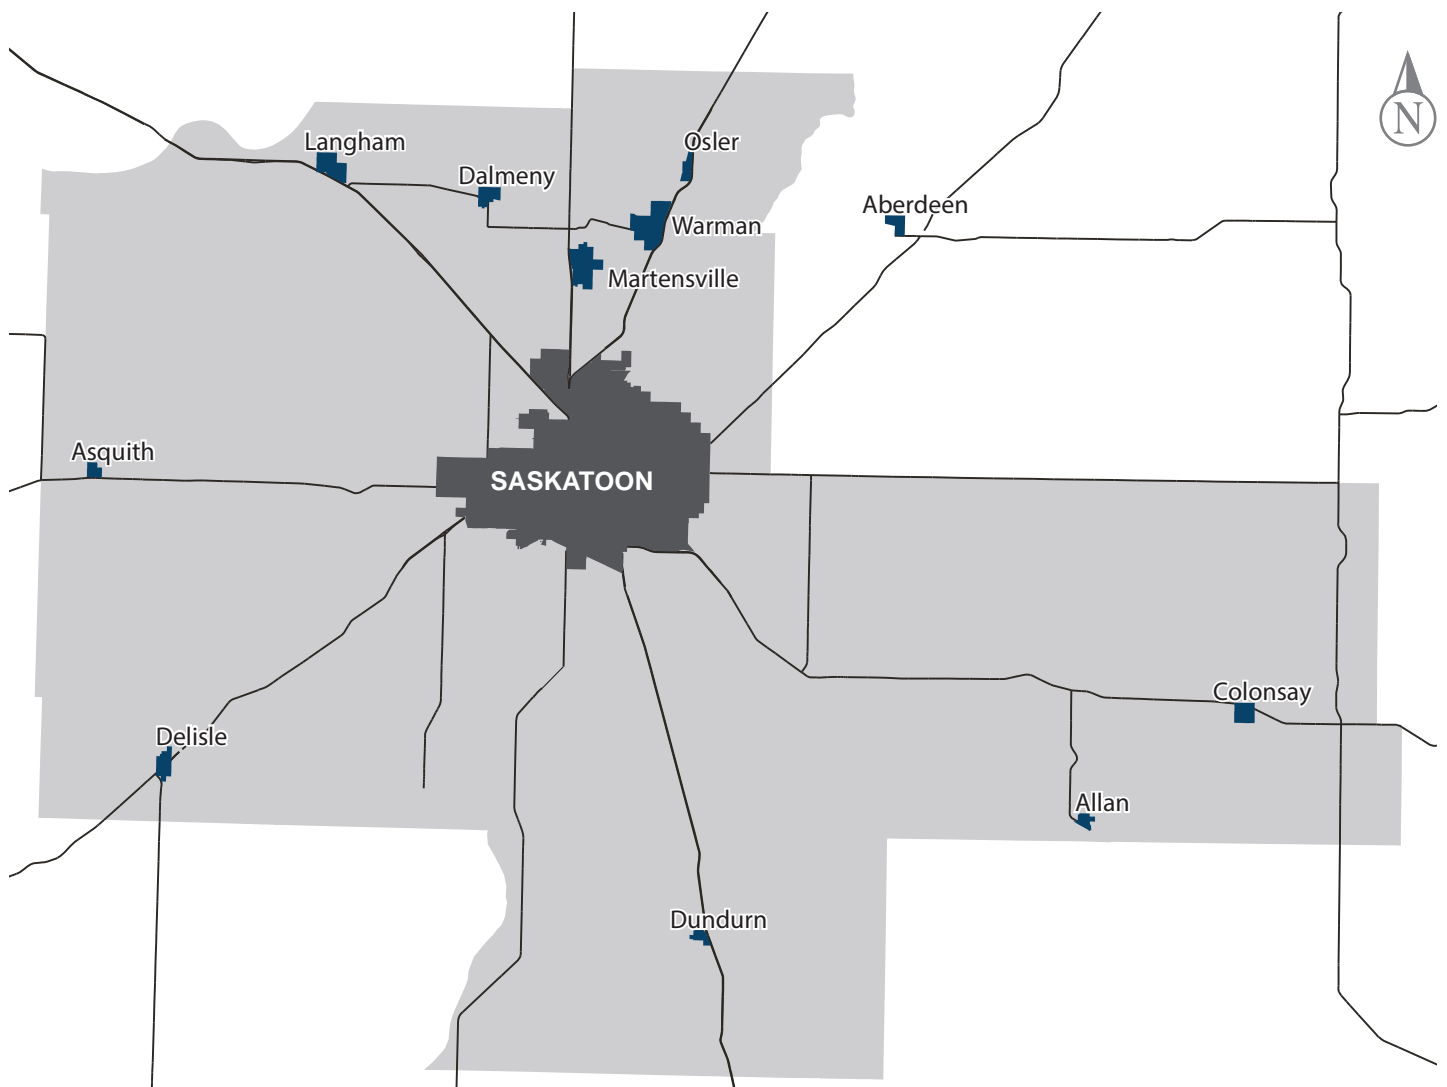 Langham
Osler
Dalmeny
N
Aberdeen
Warman
Martensville
Asquith
SASKATOON
Colonsay
Delisle
Allan
Dundurn